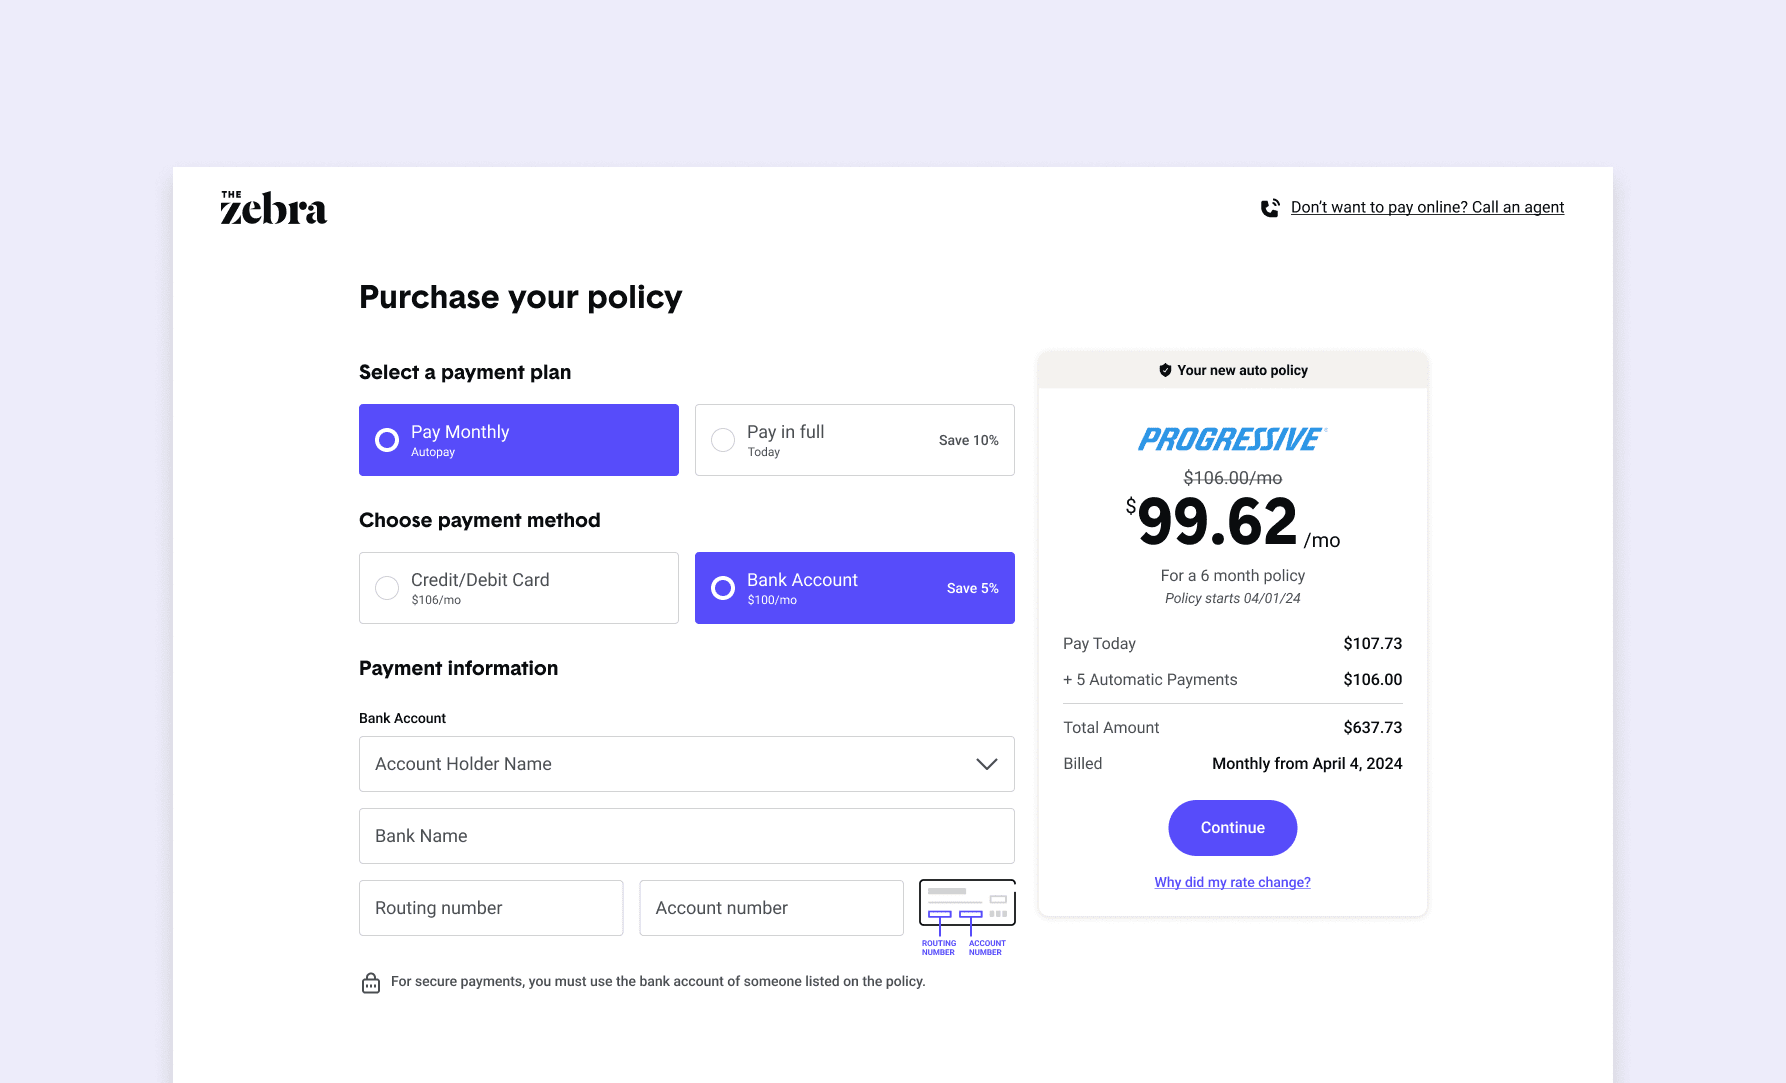 THE
zebra
Don’t want to pay online? Call an agent
Purchase your policy
Select a payment plan
Pay Monthly
Autopay
Pay in full
Today
Save 10%
Choose payment method
Credit/Debit Card
$106/mo
Bank Account
$100/mo
Save 5%
Payment information
Bank Account
Account Holder Name
Bank Name
Routing number
Account number
ROUTING
NUMBER
ACCOUNT
NUMBER
For secure payments, you must use the bank account of someone listed on the policy.
Your new auto policy
PROGRESSIVE
$106.00/mo
$99.62/mo
For a 6 month policy
Policy starts 04/01/24
Pay Today $107.73
+ 5 Automatic Payments $106.00
Total Amount $637.73
Billed Monthly from April 4, 2024
Continue
Why did my rate change?